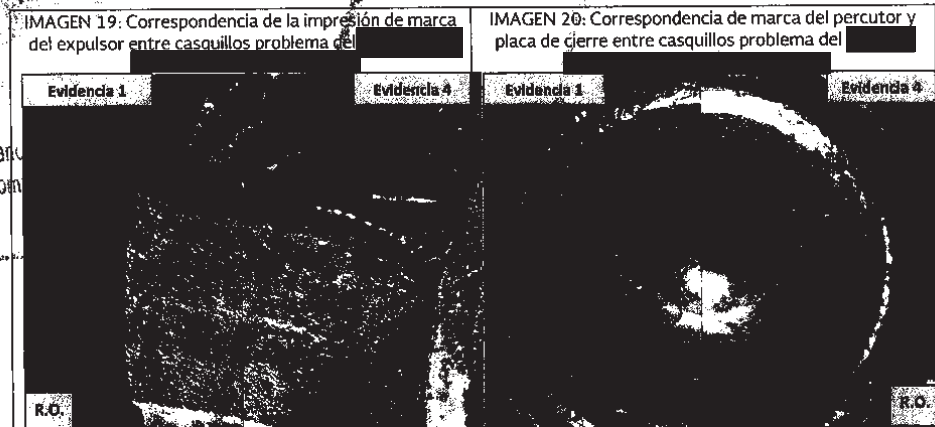 IMAGEN 19: Correspondencia de la impresión de marca
del expulsor entre casquillos problema del
IMAGEN 20: Correspondencia de marca del percutor y
placa de cierre entre casquillos problema del
Evidencia 1
Evidencia 4
Evidencia 1
Evidencia 4
R.O.
R.O.